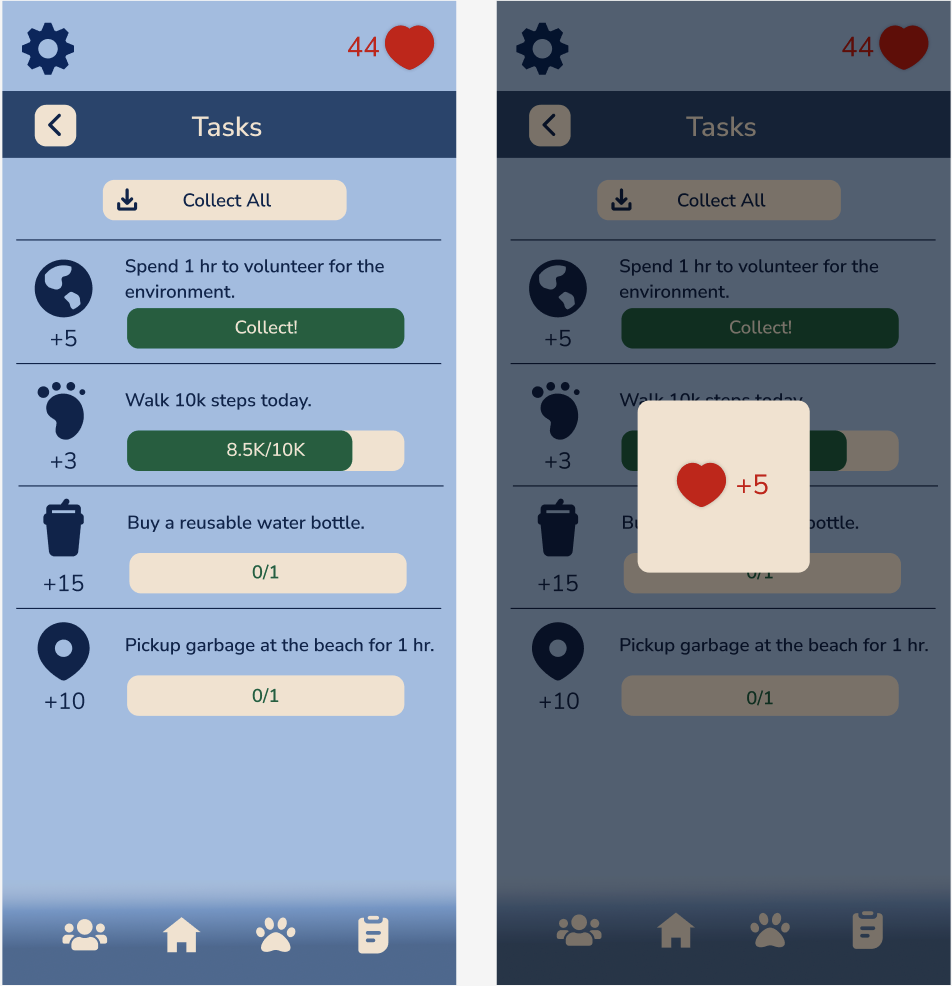 44
Tasks
Collect All
Spend 1 hr to volunteer for the
environment.
Collect!
+5
Walk 10k steps today.
8.5K/10K
+3
Buy a reusable water bottle.
0/1
+15
Pickup garbage at the beach for 1 hr.
0/1
+10
44
Tasks
Collect All
Spend 1 hr to volunteer for the
environment.
Collect!
+5
Walk 10k steps today.
+3
+5
bottle.
0/1
+15
Pickup garbage at the beach for 1 hr.
0/1
+10